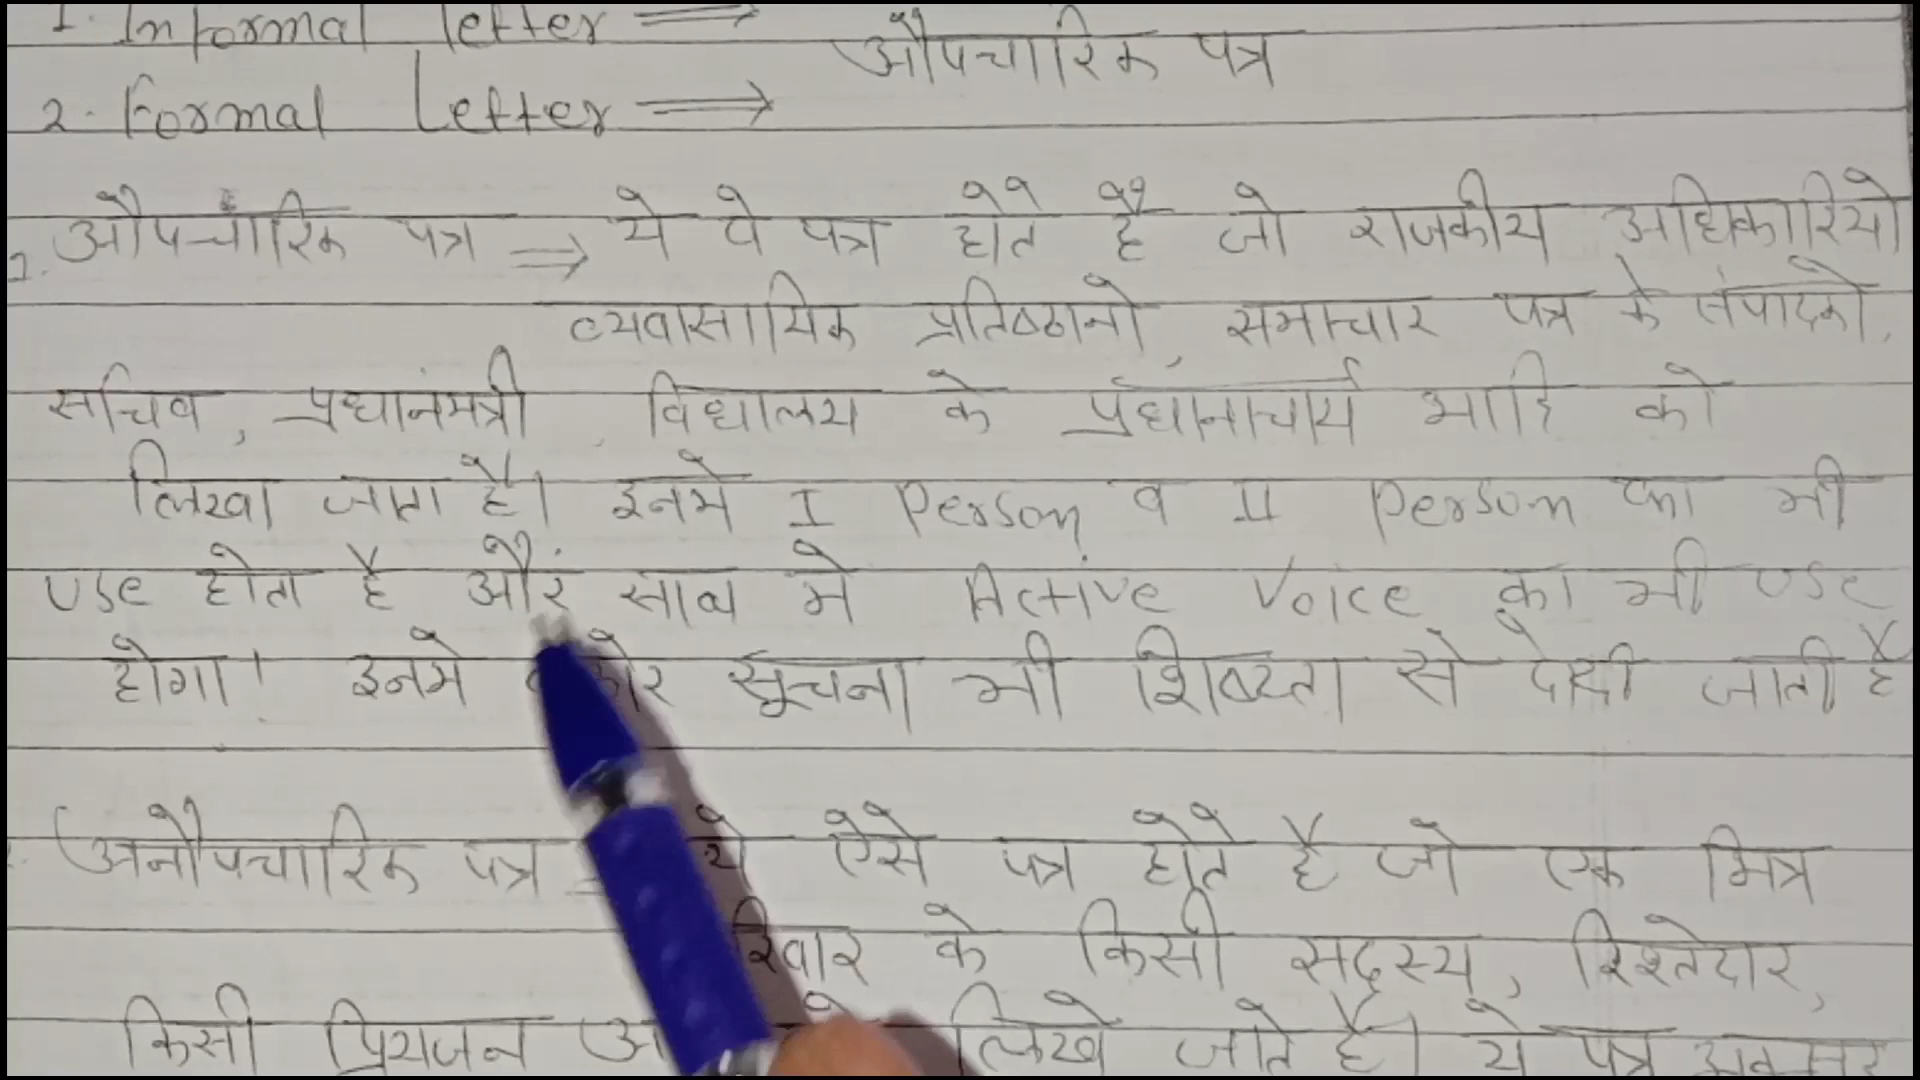 1. Informal letter ⇒
औपचारिक पत्र
2. Formal Letter ⇒
1. औपचारिक पत्र ⇒ ये वे पत्र होते है जो राजकीय अधिकारियो
व्यवासायिक प्रतिष्ठानो, समाचार पत्र के संपादको,
सचिव, प्रधानमंत्री, विधालय के प्रधानाचार्य आदि को
लिखा जाता है। इनमे I Person व II Person का भी
use होता है और साथ मे Active Voice का भी use
होगा। इनमे सूचना भी शिष्टता से दी जाती है
अनौपचारिक पत्र ये ऐसे पत्र होते है जो एक मित्र
के किसी सदस्य, रिश्तेदार,
किसी प्रियजन लिखे जाते है। ये पत्र